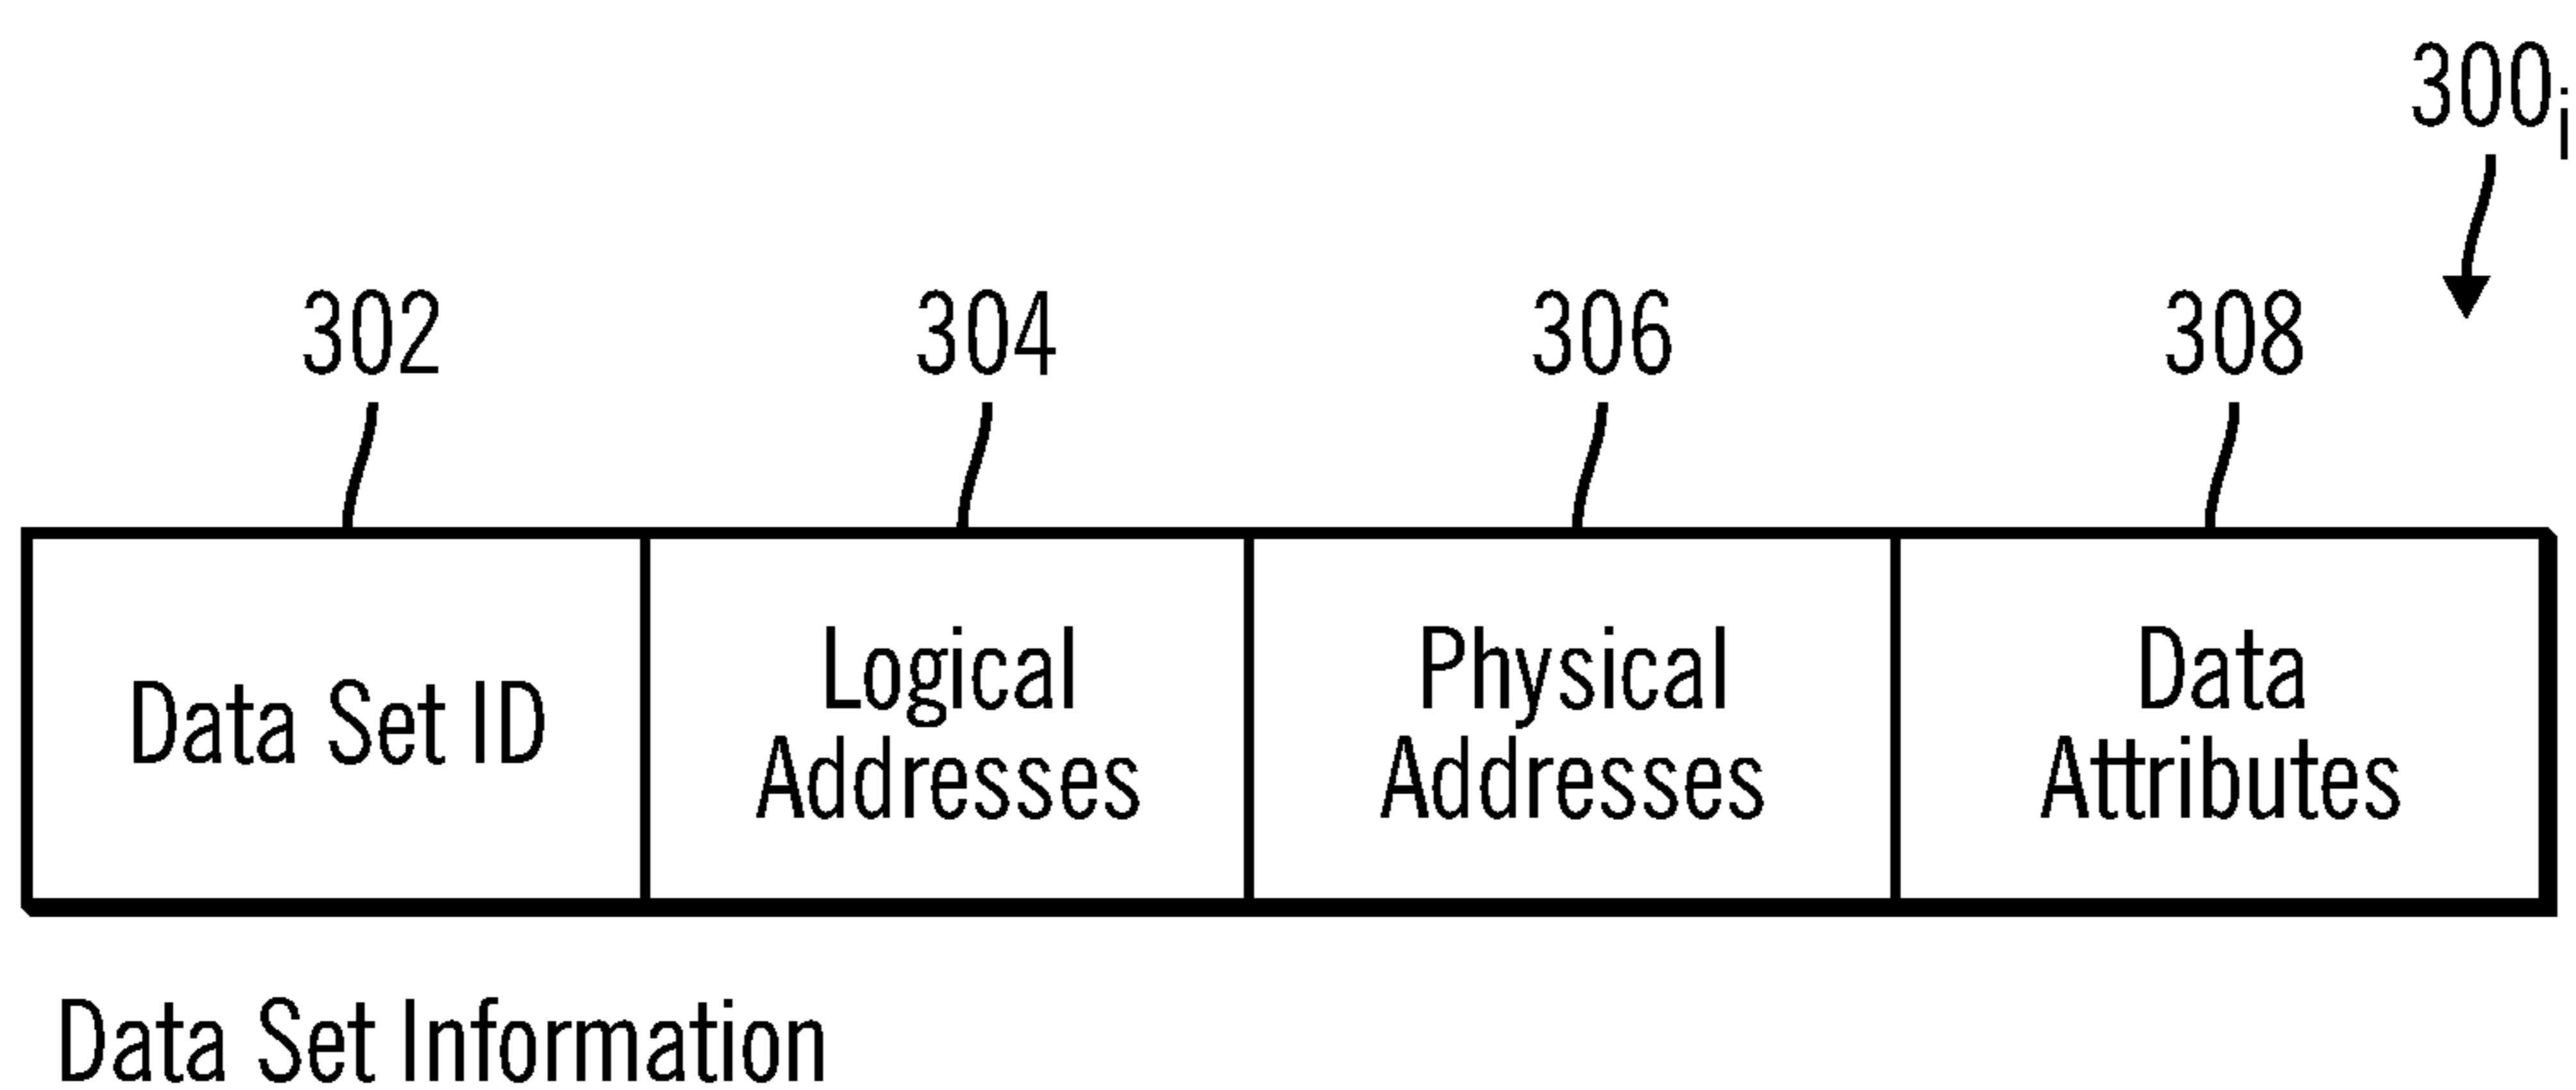 300i
302 304 306 308
Data Set ID
Logical
Addresses
Physical
Addresses
Data
Attributes
Data Set Information